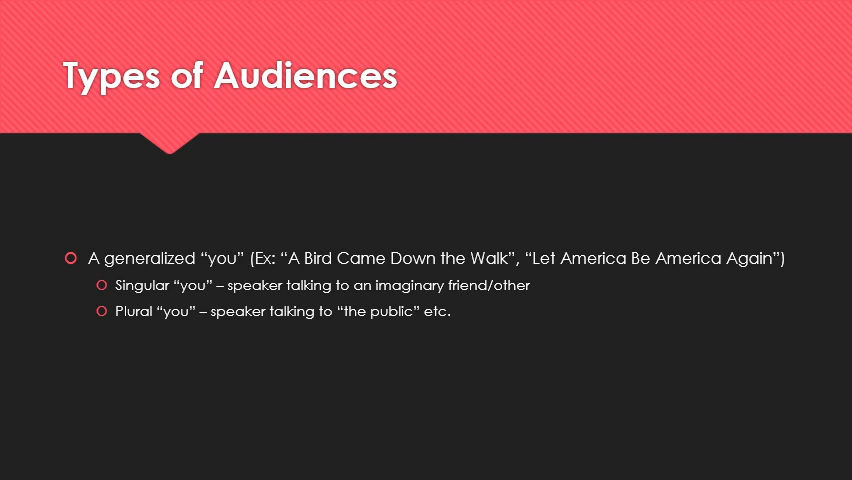 Types of Audiences
A generalized “you” (Ex: “A Bird Came Down the Walk”, “Let America Be America Again”)
Singular “you” – speaker talking to an imaginary friend/other
Plural “you” – speaker talking to “the public” etc.